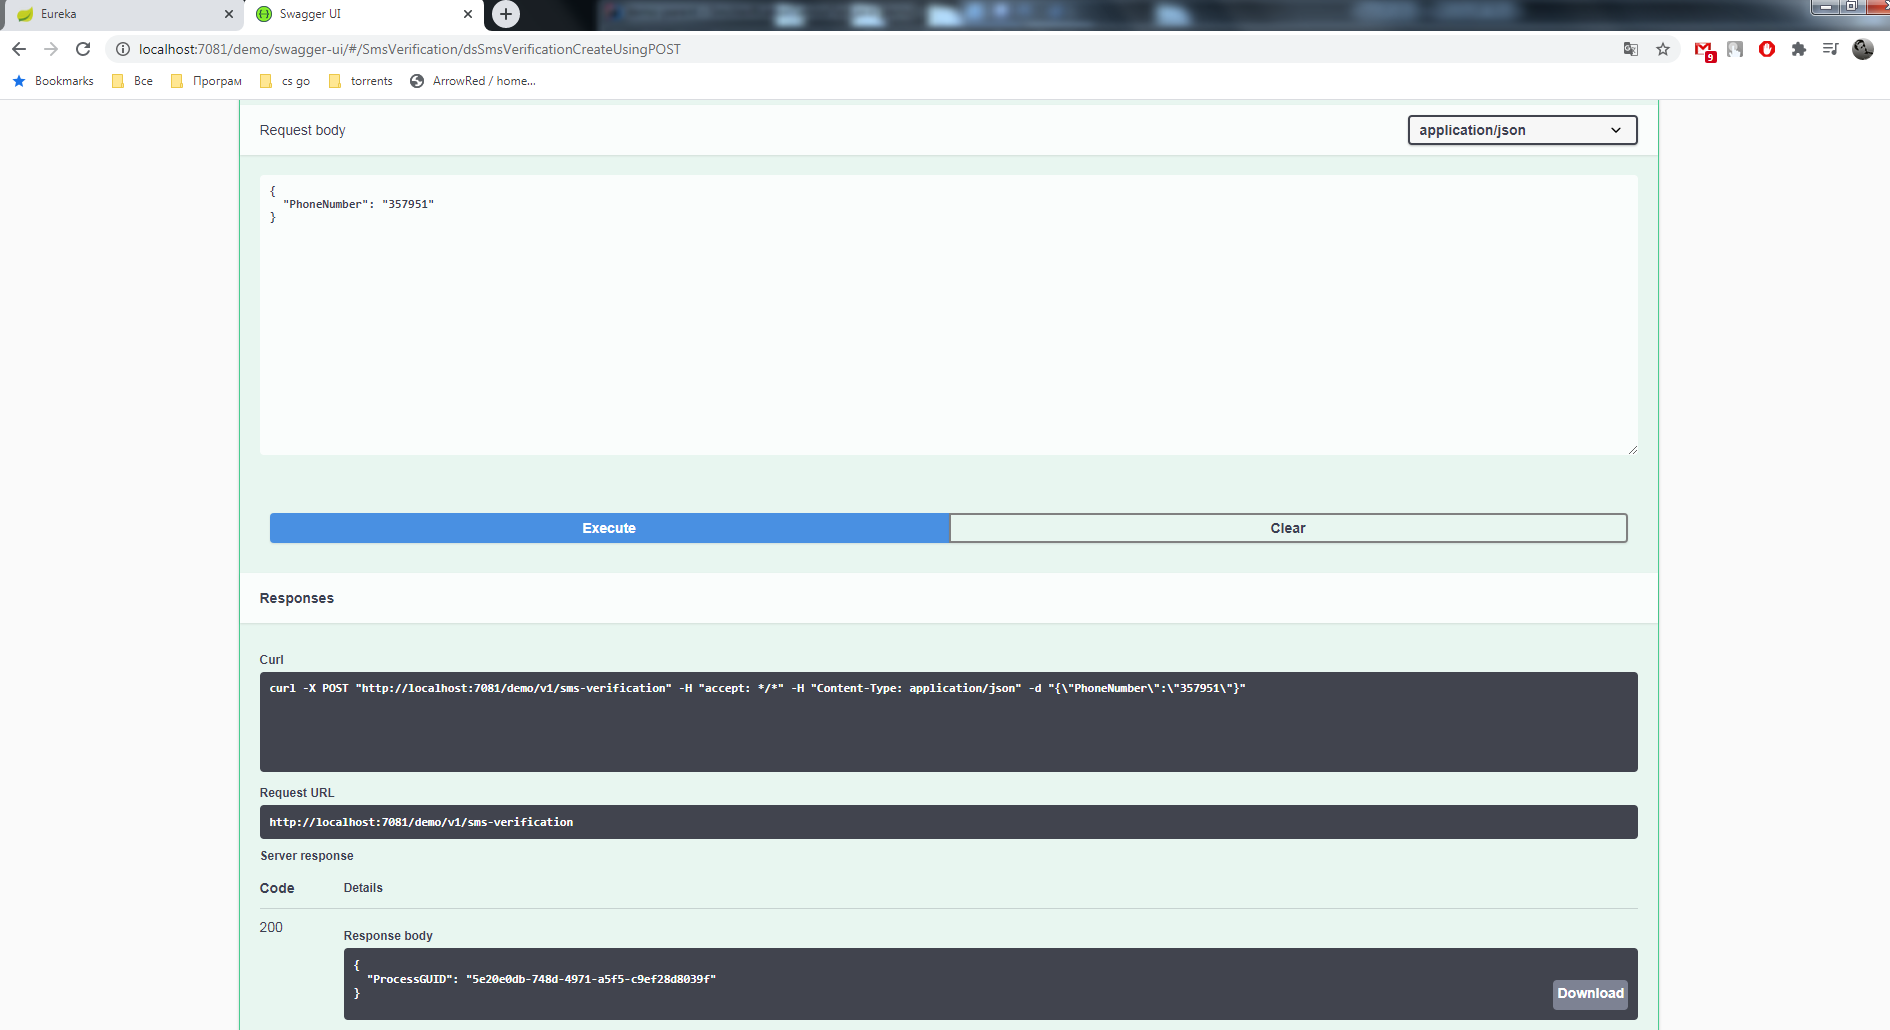 Eureka
Swagger UI
localhost:7081/demo/swagger-ui/#/SmsVerification/dsSmsVerificationCreateUsingPOST
9
Bookmarks
Все
Програм
cs go
torrents
ArrowRed / home...
Request body
application/json
{
  "PhoneNumber": "357951"
}
Execute
Clear
Responses
Curl
curl -X POST "http://localhost:7081/demo/v1/sms-verification" -H "accept: */*" -H "Content-Type: application/json" -d "{\"PhoneNumber\":\"357951\"}"
Request URL
http://localhost:7081/demo/v1/sms-verification
Server response
Code
Details
200
Response body
{
  "ProcessGUID": "5e20e0db-748d-4971-a5f5-c9ef28d8039f"
}
Download